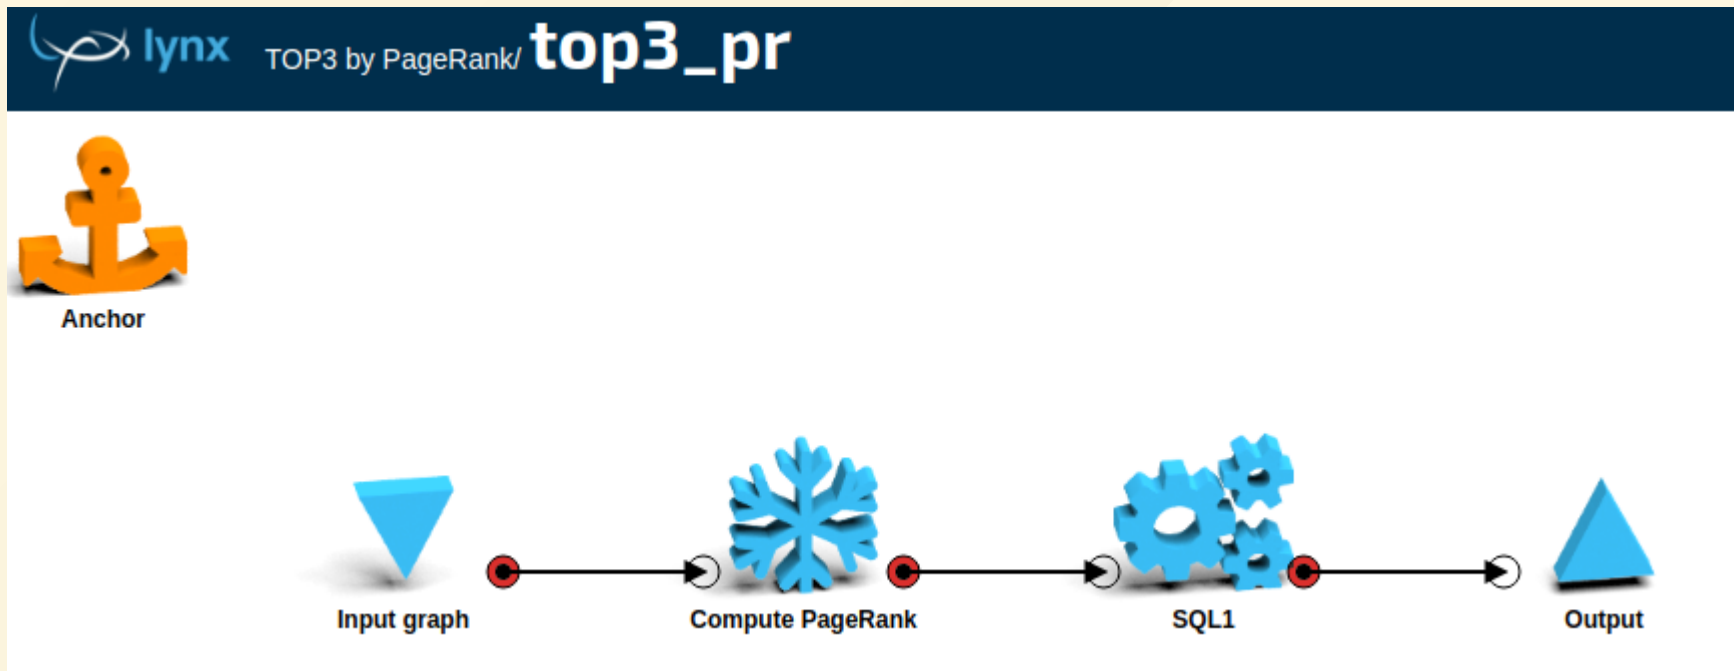 lynx TOP3 by PageRank/ top3_pr
Anchor
Input graph Compute PageRank SQL1 Output